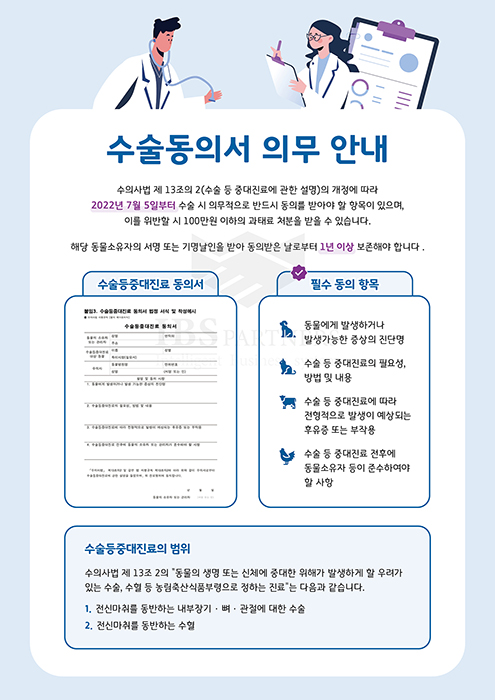 수술동의서 의무 안내
수의사법 제 13조의 2(수술 등 중대진료에 관한 설명)의 개정에 따라
2022년 7월 5일부터 수술 시 의무적으로 반드시 동의를 받아야 할 항목이 있으며,
이를 위반할 시 100만원 이하의 과태료 처분을 받을 수 있습니다.
해당 동물소유자의 서명 또는 기명날인을 받아 동의받은 날로부터 1년 이상 보존해야 합니다 .
수술등중대진료 동의서
붙임3. 수술등중대진료 동의서 법정 서식 및 작성예시
수술등중대진료 동의서
필수 동의 항목
동물에게 발생하거나
발생가능한 증상의 진단명
수술 등 중대진료의 필요성,
방법 및 내용
수술 등 중대진료에 따라
전형적으로 발생이 예상되는
후유증 또는 부작용
수술 등 중대진료 전후에
동물소유자 등이 준수하여야
할 사항
IBS PARTNERS
수술등중대진료의 범위
수의사법 제 13조 2의 "동물의 생명 또는 신체에 중대한 위해가 발생하게 할 우려가
있는 수술, 수혈 등 농림축산식품부령으로 정하는 진료"는 다음과 같습니다.
1. 전신마취를 동반하는 내부장기 · 뼈 · 관절에 대한 수술
2. 전신마취를 동반하는 수혈